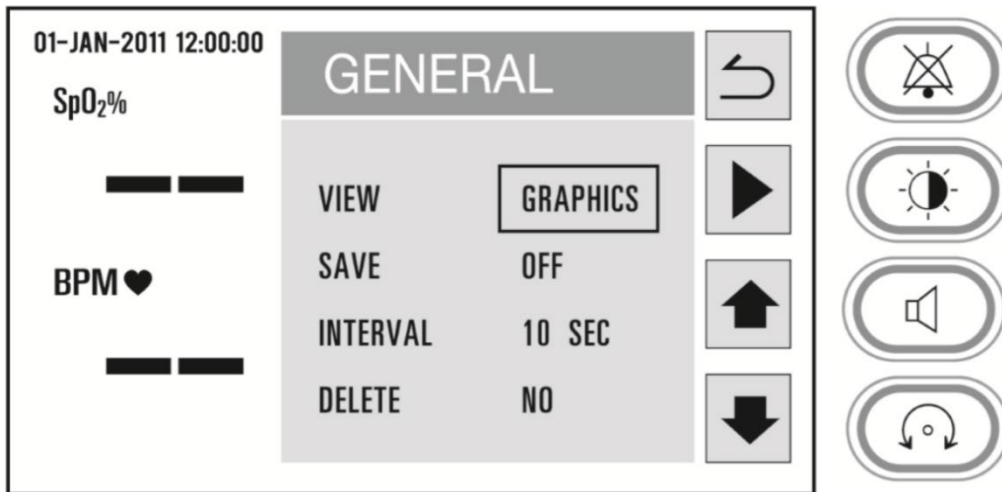 01-JAN-2011 12:00:00
SpO₂%
-- --
BPM♥
-- --
GENERAL
VIEW GRAPHICS
SAVE OFF
INTERVAL 10 SEC
DELETE NO